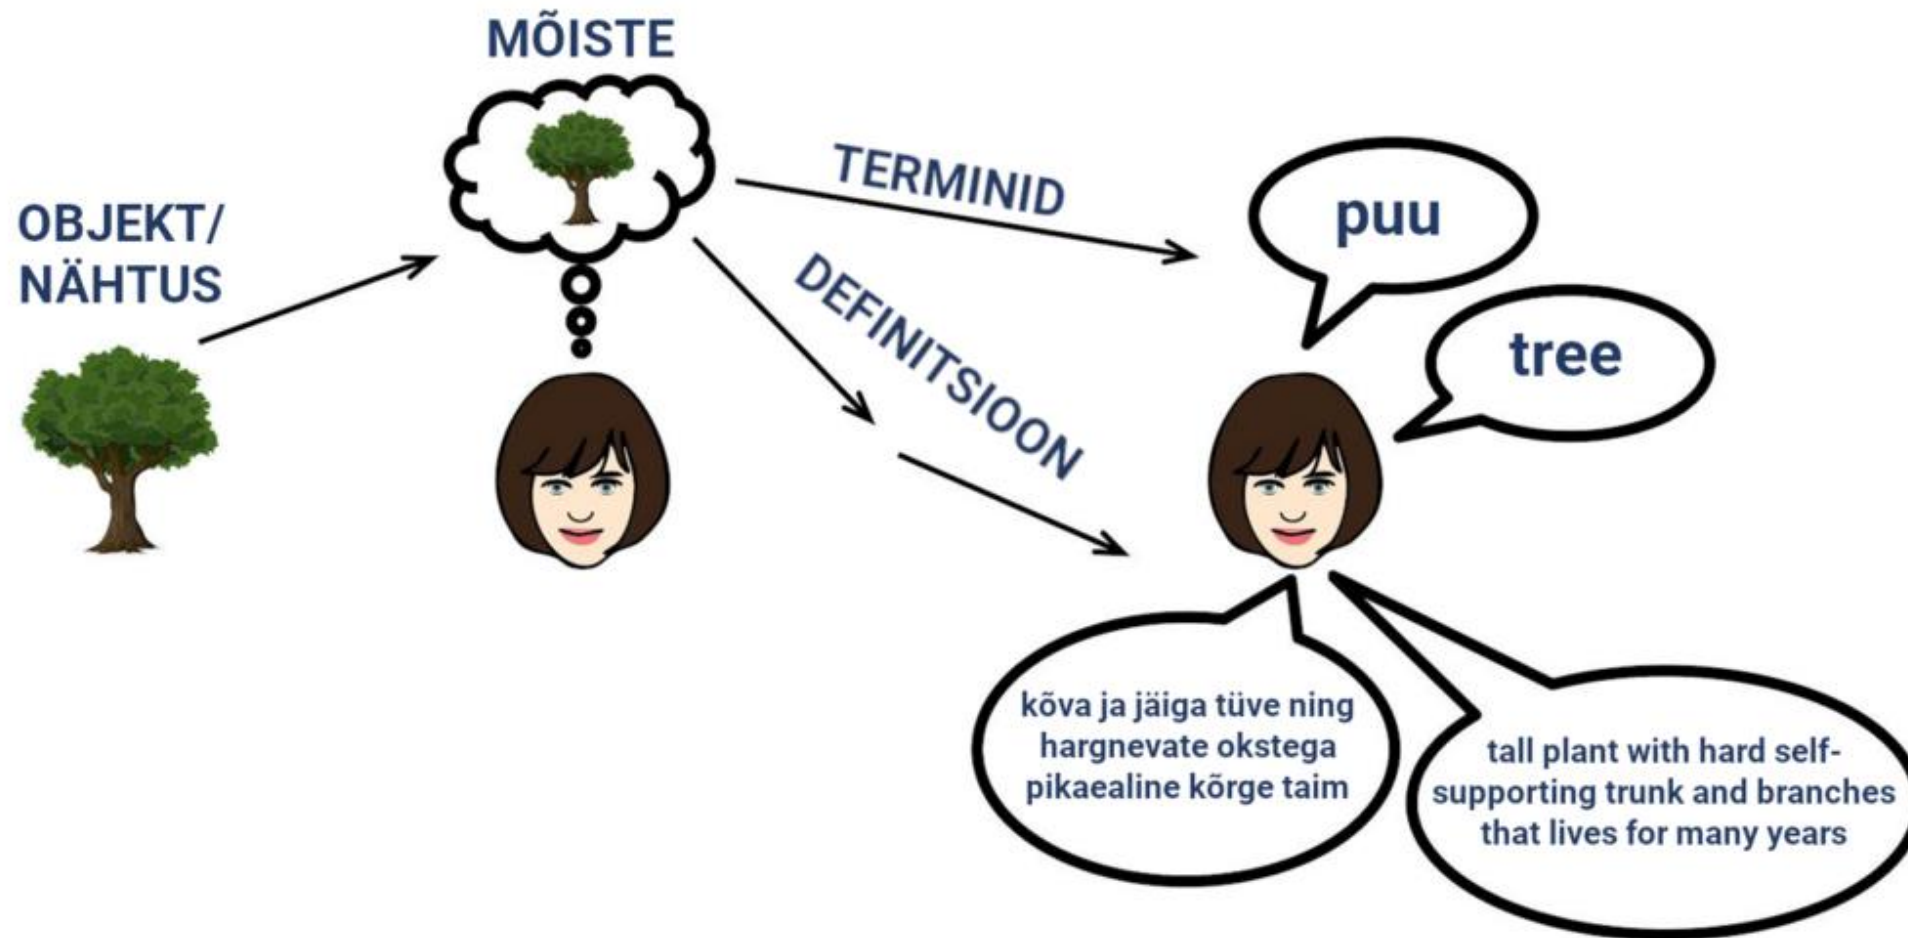 MÕISTE
OBJEKT/
NÄHTUS
TERMINID
DEFINITSIOON
puu
tree
kõva ja jäiga tüve ning
hargnevate okstega
pikaealine kõrge taim
tall plant with hard self-
supporting trunk and branches
that lives for many years